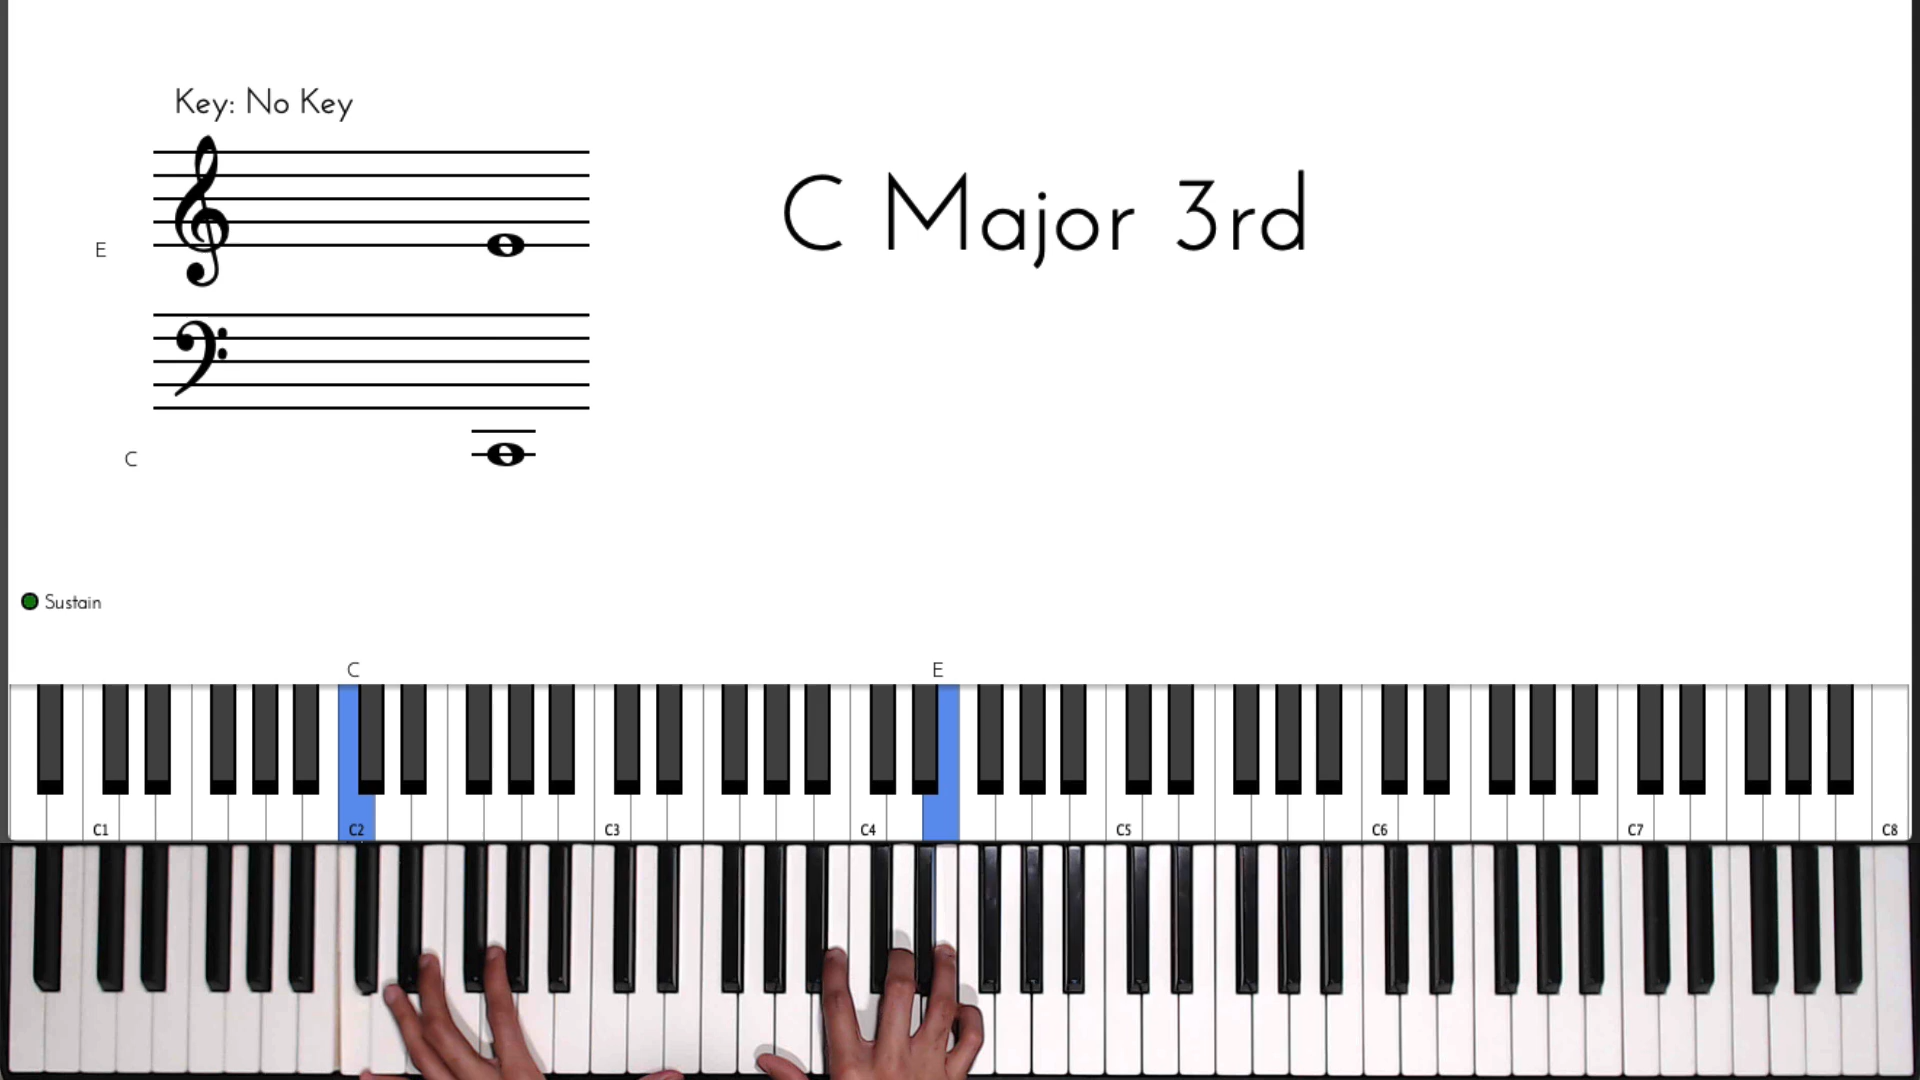 Key: No Key
C Major 3rd
E
C
Sustain
C E
C1 C2 C3 C4 C5 C6 C7 C8